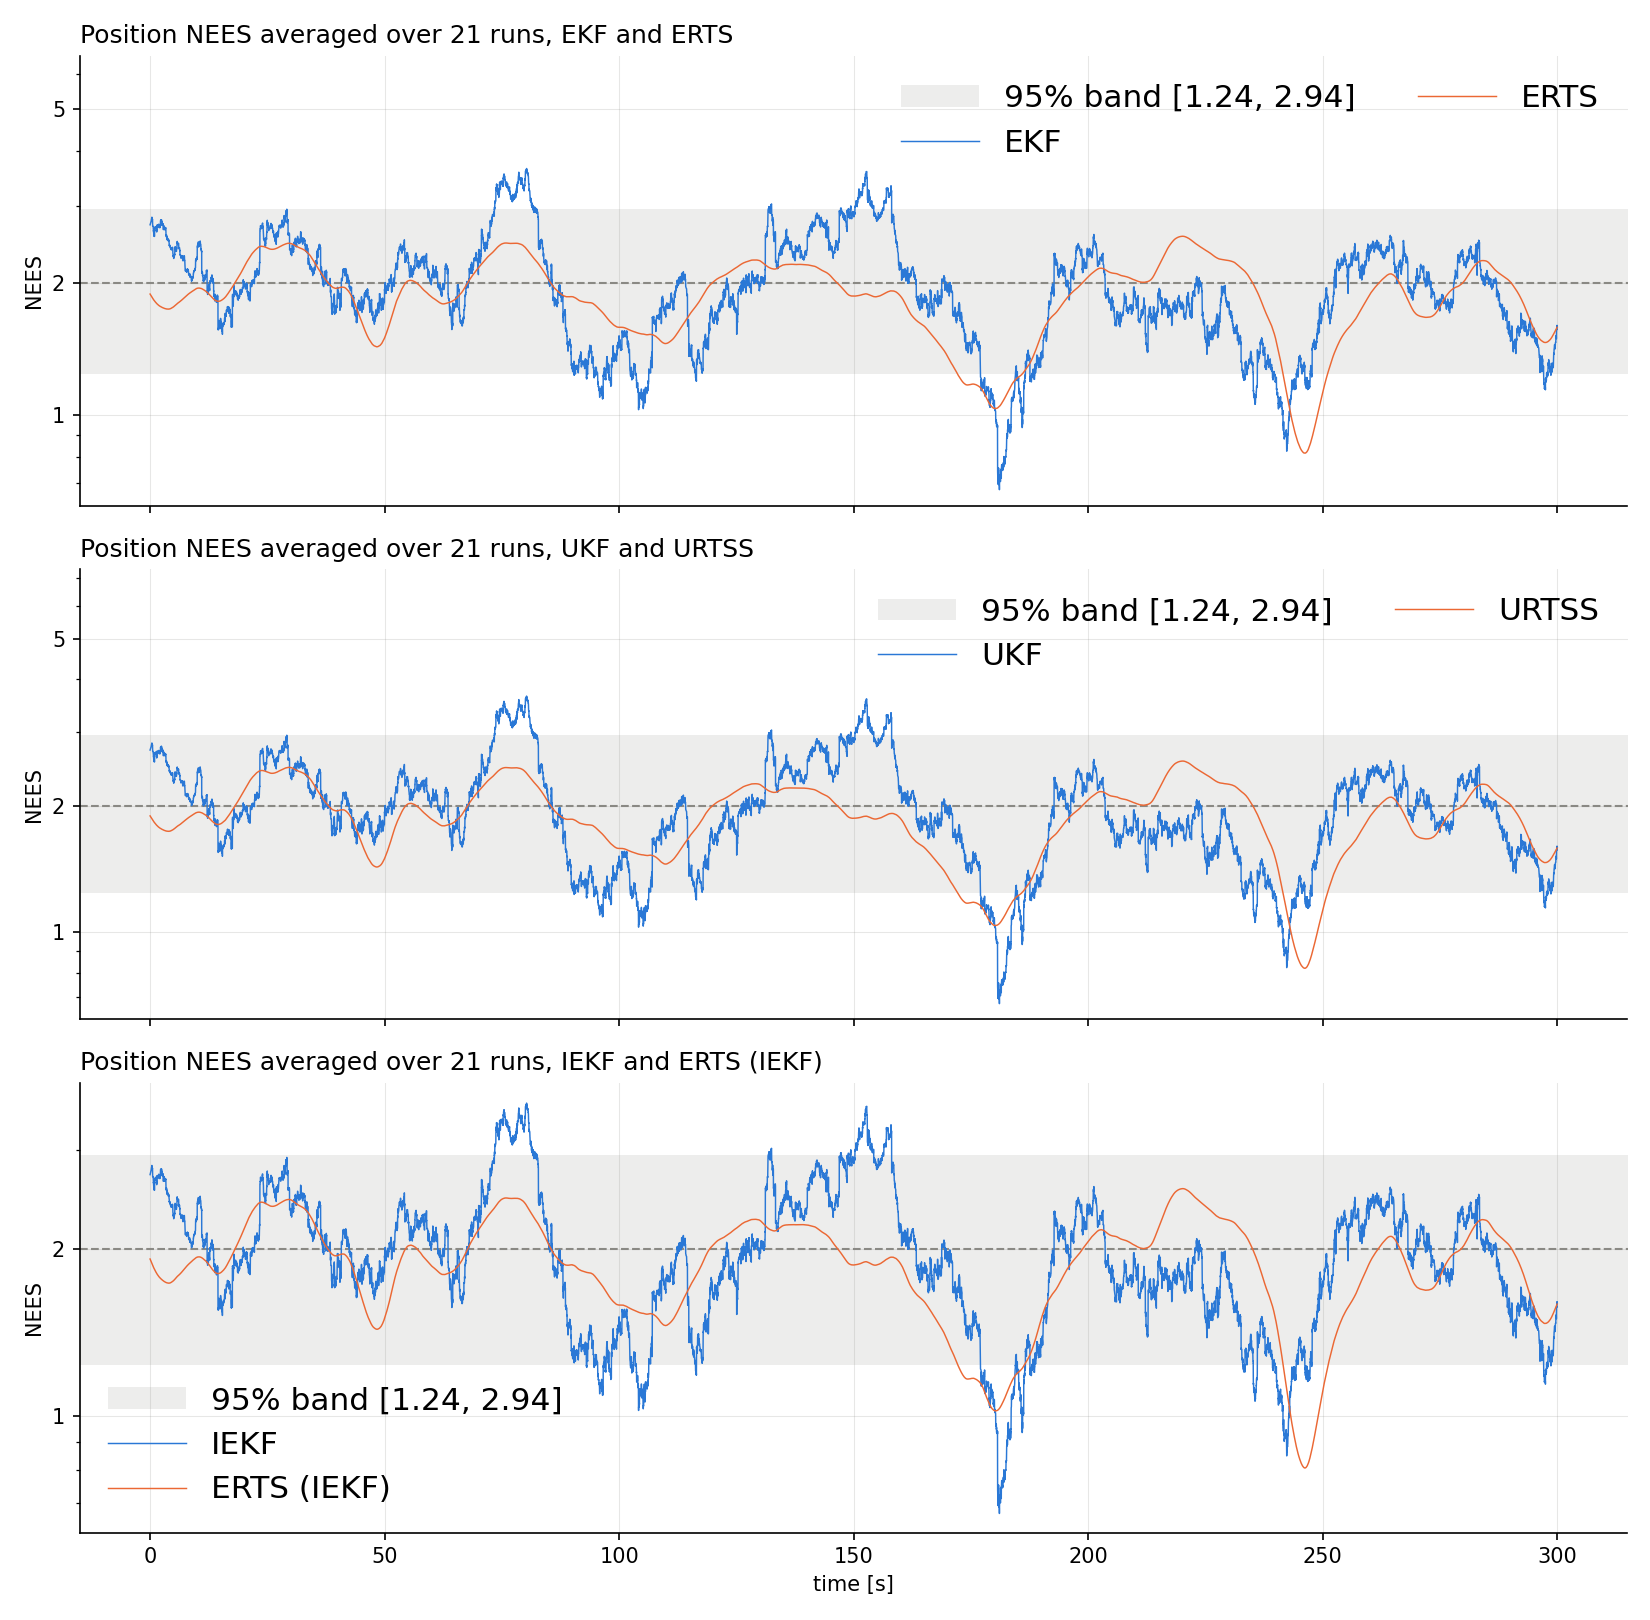 Position NEES averaged over 21 runs, EKF and ERTS
95% band [1.24, 2.94]
EKF
ERTS
5
2
1
NEES
Position NEES averaged over 21 runs, UKF and URTSS
95% band [1.24, 2.94]
UKF
URTSS
5
2
1
NEES
Position NEES averaged over 21 runs, IEKF and ERTS (IEKF)
2
1
NEES
95% band [1.24, 2.94]
IEKF
ERTS (IEKF)
0 50 100 150 200 250 300
time [s]